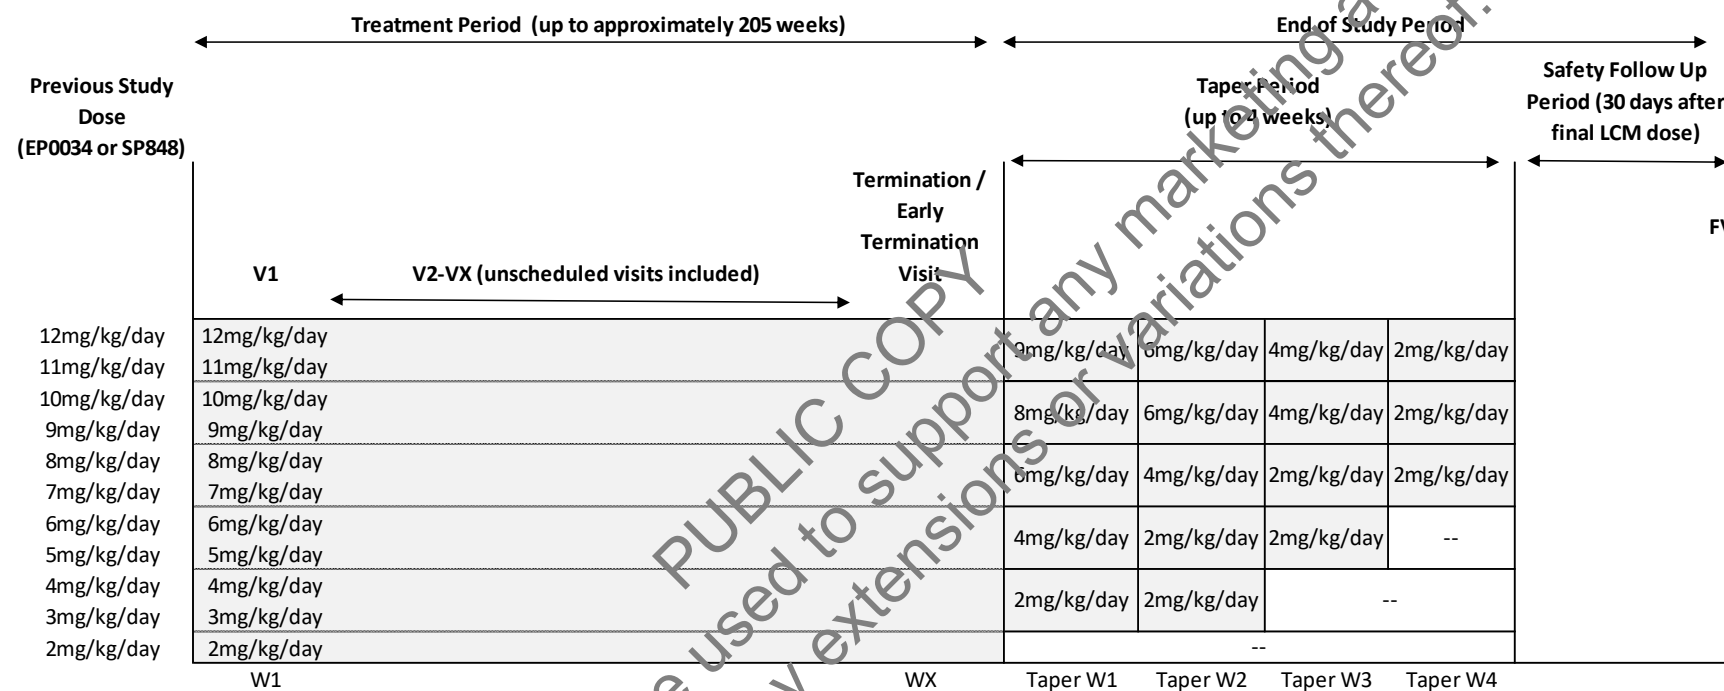 Treatment Period (up to approximately 205 weeks)
End of Study Period
Previous Study
Dose
(EP0034 or SP848)
Taper Period
(up to 4 weeks)
Safety Follow Up
Period (30 days after
final LCM dose)
V1
V2-VX (unscheduled visits included)
Termination /
Early
Termination
Visit
12mg/kg/day 12mg/kg/day
11mg/kg/day 11mg/kg/day
9mg/kg/day 6mg/kg/day 4mg/kg/day 2mg/kg/day
10mg/kg/day 10mg/kg/day
9mg/kg/day 9mg/kg/day
8mg/kg/day 6mg/kg/day 4mg/kg/day 2mg/kg/day
8mg/kg/day 8mg/kg/day
7mg/kg/day 7mg/kg/day
6mg/kg/day 4mg/kg/day 2mg/kg/day 2mg/kg/day
6mg/kg/day 6mg/kg/day
5mg/kg/day 5mg/kg/day
4mg/kg/day 2mg/kg/day 2mg/kg/day --
4mg/kg/day 4mg/kg/day
3mg/kg/day 3mg/kg/day
2mg/kg/day 2mg/kg/day --
2mg/kg/day 2mg/kg/day --
W1 WX Taper W1 Taper W2 Taper W3 Taper W4
PUBLIC COPY
used to support any marketing
extensions or variations thereof.